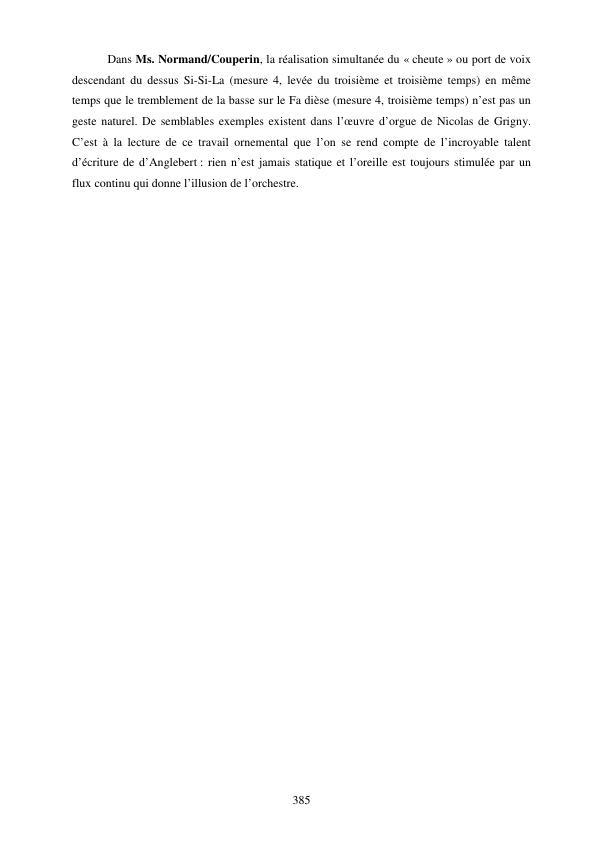 Dans Ms. Normand/Couperin, la réalisation simultanée du « cheute » ou port de voix
descendant du dessus Si-Si-La (mesure 4, levée du troisième et troisième temps) en même
temps que le tremblement de la basse sur le Fa dièse (mesure 4, troisième temps) n’est pas un
geste naturel. De semblables exemples existent dans l’œuvre d’orgue de Nicolas de Grigny.
C’est à la lecture de ce travail ornemental que l’on se rend compte de l’incroyable talent
d’écriture de d’Anglebert : rien n’est jamais statique et l’oreille est toujours stimulée par un
flux continu qui donne l’illusion de l’orchestre.
385